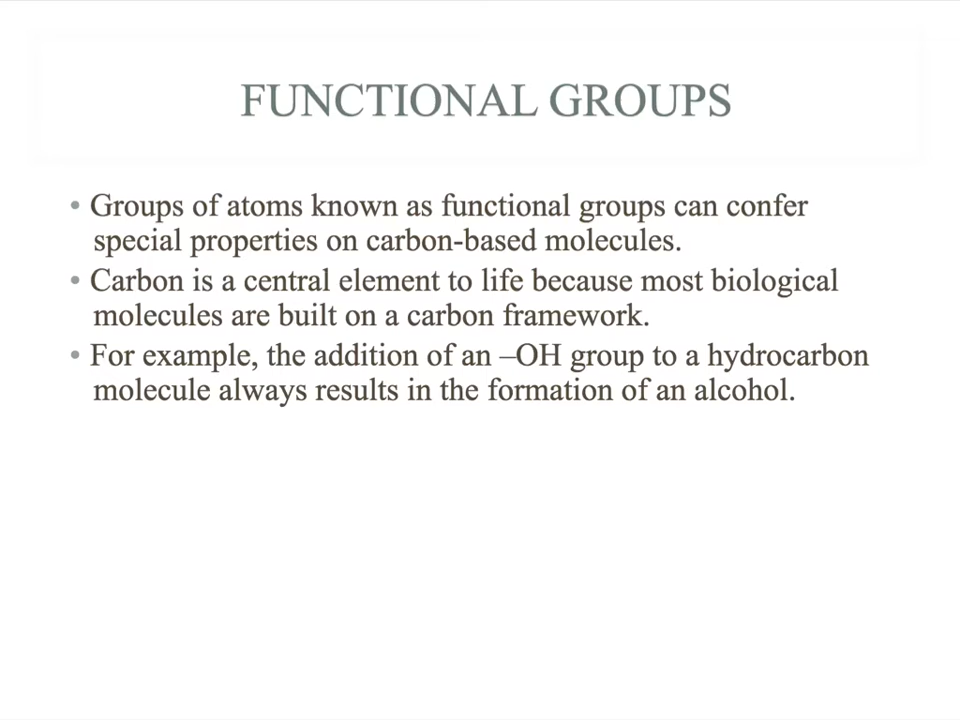 FUNCTIONAL GROUPS
• Groups of atoms known as functional groups can confer
special properties on carbon-based molecules.
• Carbon is a central element to life because most biological
molecules are built on a carbon framework.
• For example, the addition of an –OH group to a hydrocarbon
molecule always results in the formation of an alcohol.